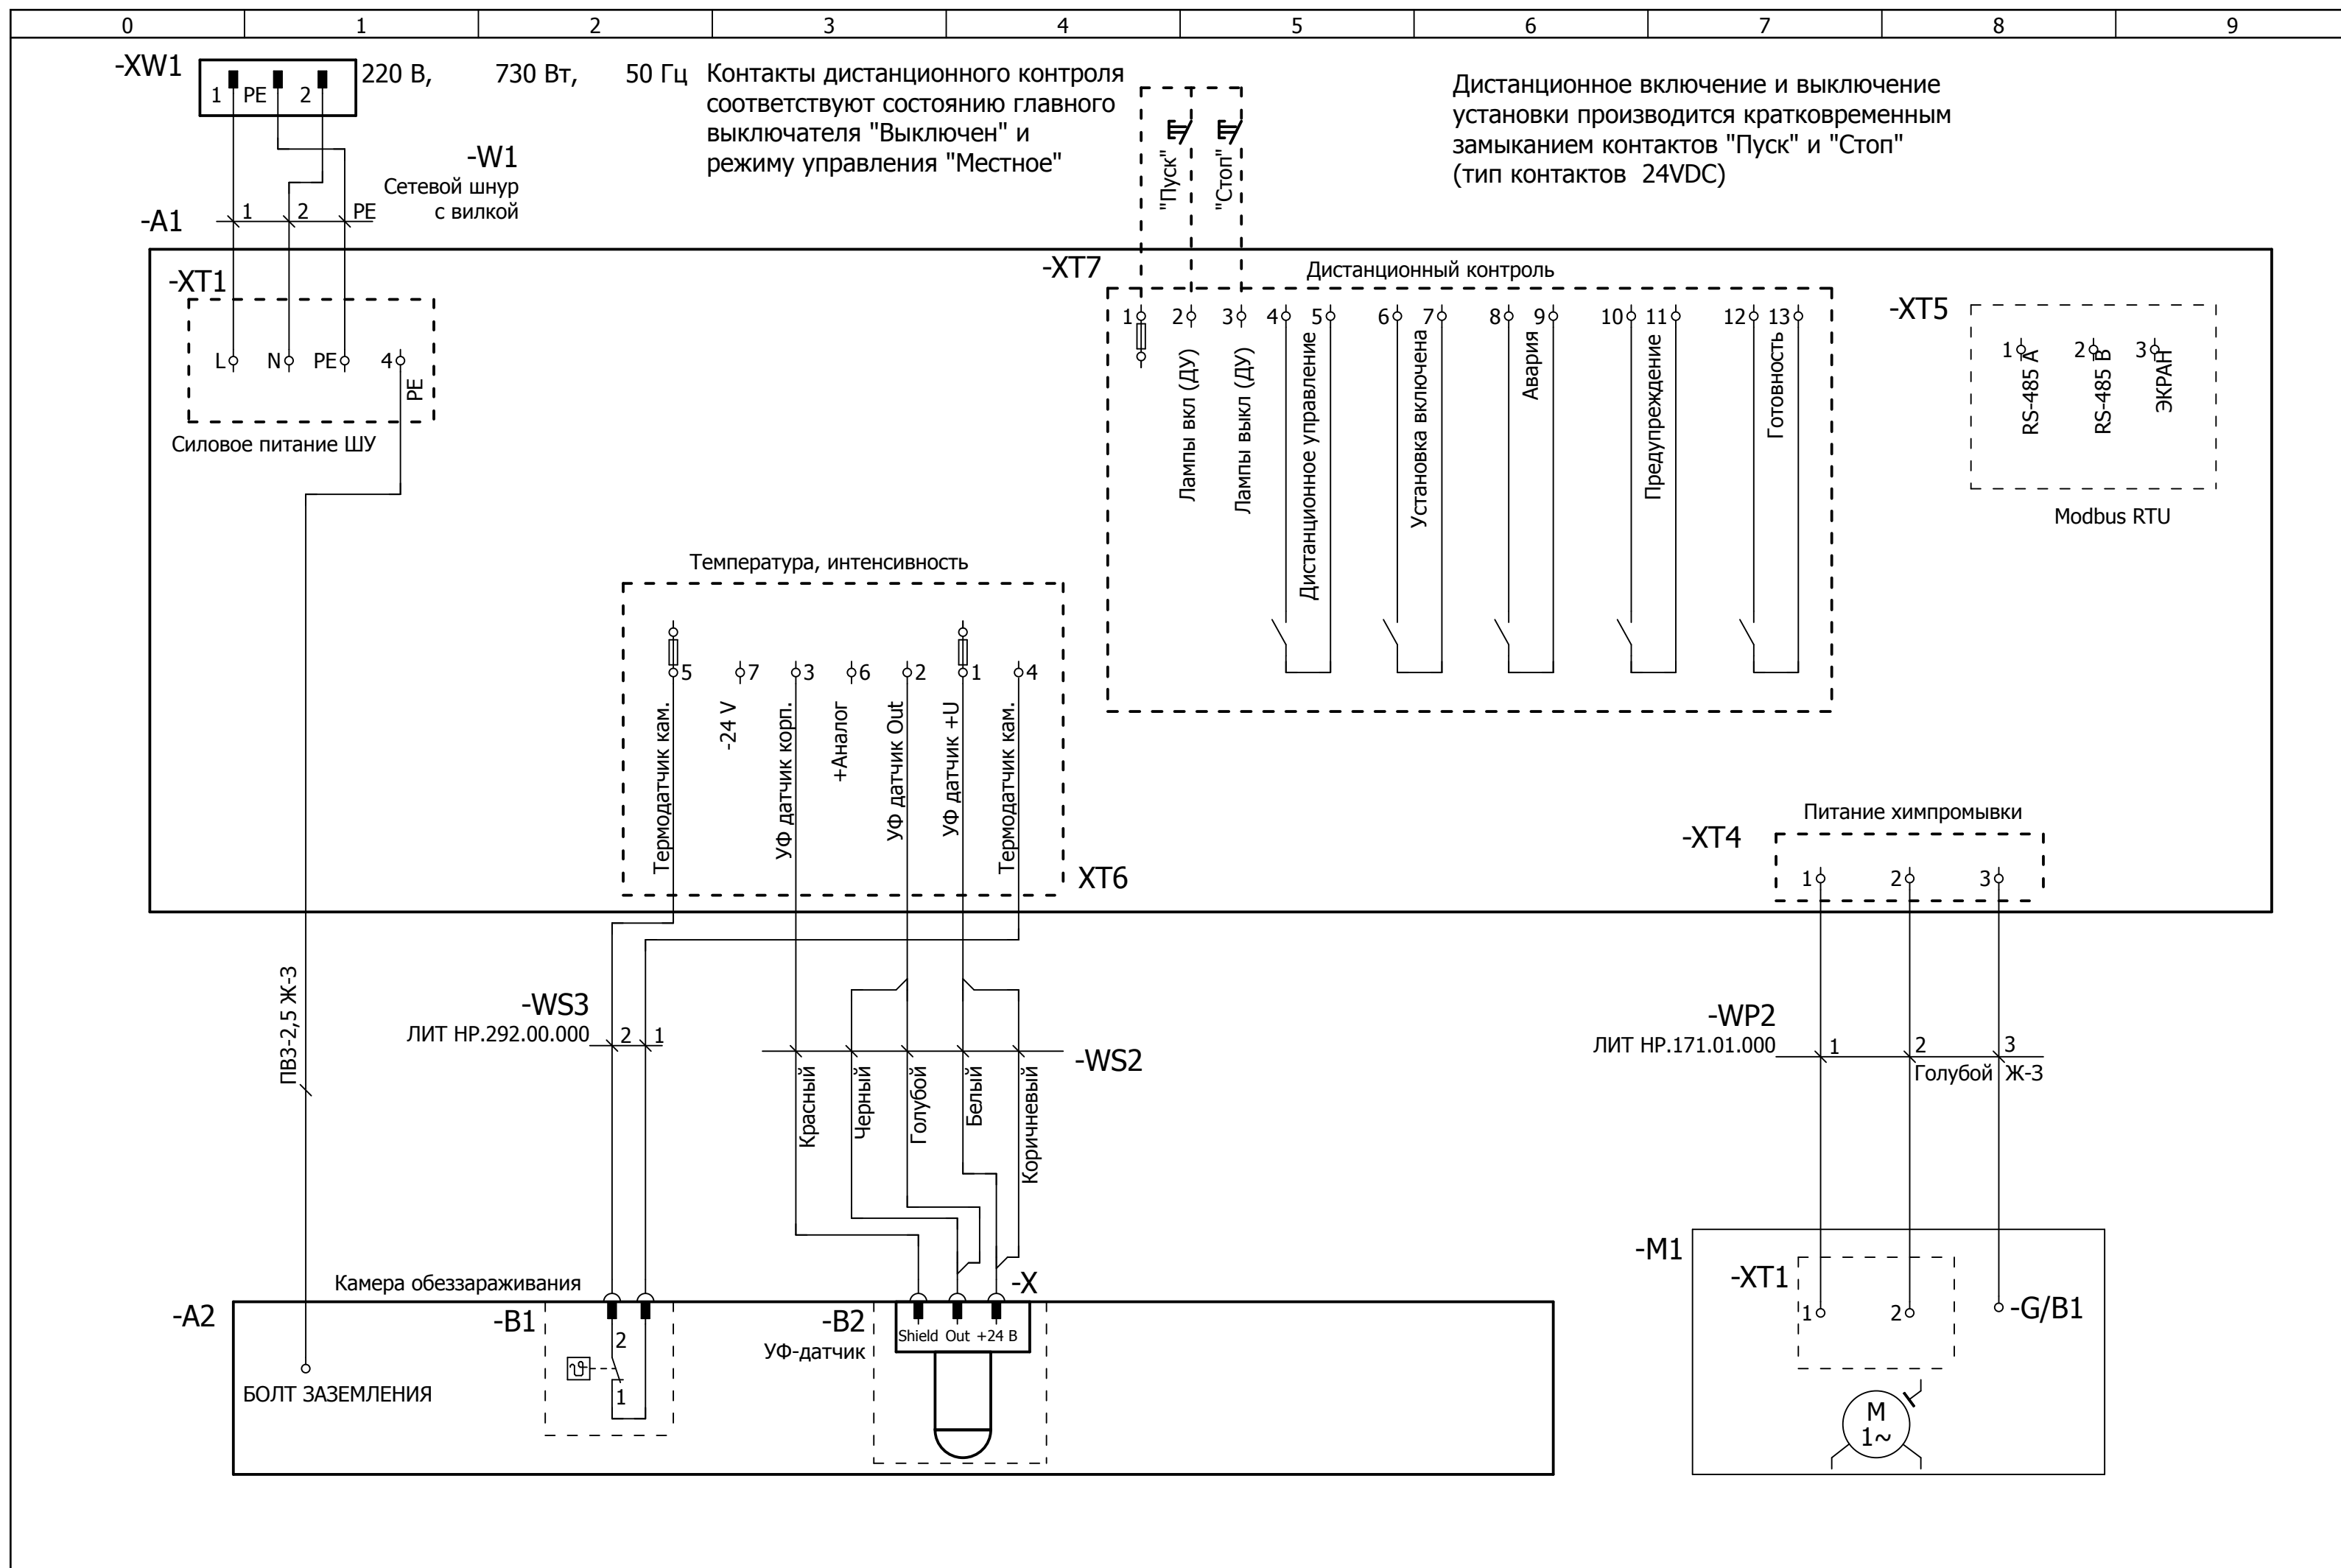 0 1 2 3 4 5 6 7 8 9
-XW1
1 PE 2
220 В, 730 Вт, 50 Гц
Контакты дистанционного контроля
соответствуют состоянию главного
выключателя "Выключен" и
режиму управления "Местное"
"Пуск"
"Стоп"
Дистанционное включение и выключение
установки производится кратковременным
замыканием контактов "Пуск" и "Стоп"
(тип контактов 24VDC)
-W1
Сетевой шнур
с вилкой
-A1
1 2 PE
-XT1
L N PE 4
PE
Силовое питание ШУ
-XT7
Дистанционный контроль
1 2 3 4 5 6 7 8 9 10 11 12 13
Лампы вкл (ДУ)
Лампы выкл (ДУ)
Дистанционное управление
Установка включена
Авария
Предупреждение
Готовность
-XT5
1 2 3
RS-485 A
RS-485 B
ЭКРАН
Modbus RTU
Температура, интенсивность
5 7 3 6 2 1 4
Термодатчик кам.
-24 V
УФ датчик корп.
+Аналог
УФ датчик Out
УФ датчик +U
Термодатчик кам.
XT6
Питание химпромывки
-XT4
1 2 3
ПВ3-2,5 Ж-З
-WS3
ЛИТ НР.292.00.000
2 1
-WS2
Красный
Черный
Голубой
Белый
Коричневый
-WP2
ЛИТ НР.171.01.000
1 2 3
Голубой Ж-З
Камера обеззараживания
-A2
БОЛТ ЗАЗЕМЛЕНИЯ
-B1
2
1
-B2
УФ-датчик
-X
Shield Out +24 В
-M1
-XT1
1 2
-G/B1
M
1~